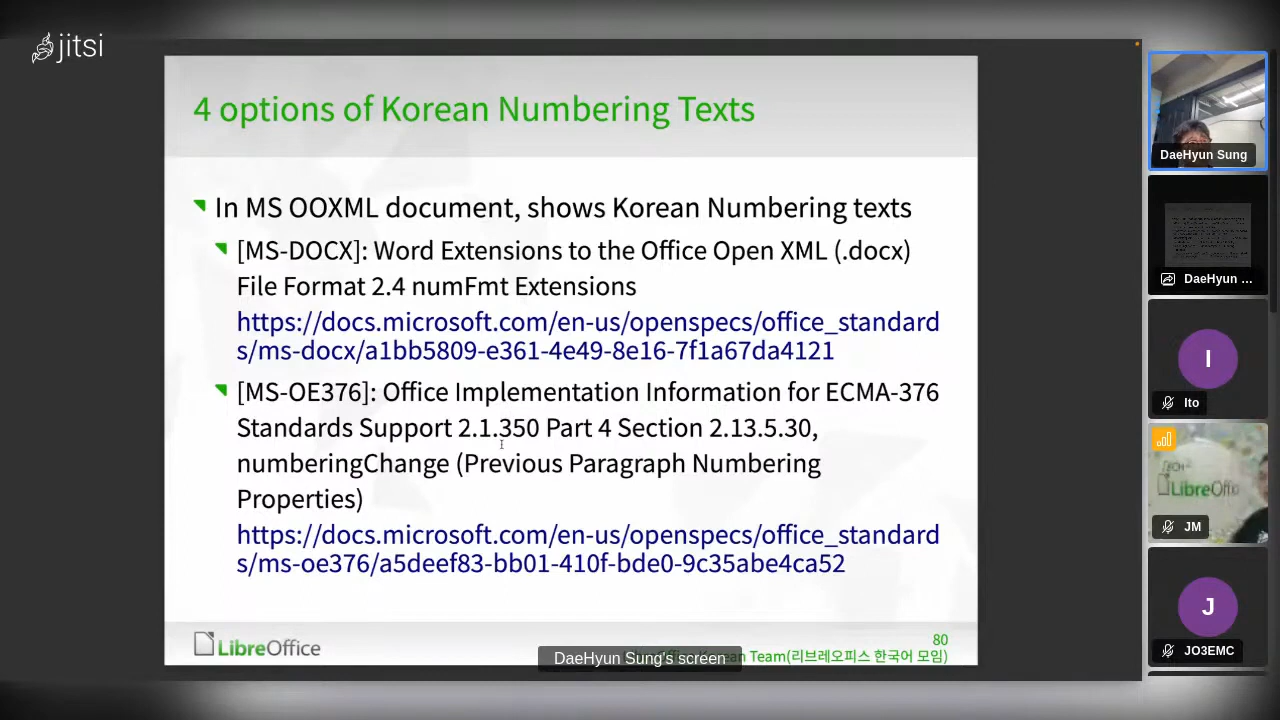 jitsi
4 options of Korean Numbering Texts
In MS OOXML document, shows Korean Numbering texts
[MS-DOCX]: Word Extensions to the Office Open XML (.docx)
File Format 2.4 numFmt Extensions
https://docs.microsoft.com/en-us/openspecs/office_standard
s/ms-docx/a1bb5809-e361-4e49-8e16-7f1a67da4121
[MS-OE376]: Office Implementation Information for ECMA-376
Standards Support 2.1.350 Part 4 Section 2.13.5.30,
numberingChange (Previous Paragraph Numbering
Properties)
https://docs.microsoft.com/en-us/openspecs/office_standard
s/ms-oe376/a5deef83-bb01-410f-bde0-9c35abe4ca52
LibreOffice
80
Team(리브레오피스 한국어 모임)
DaeHyun Sung's screen
DaeHyun Sung
DaeHyun ...
I
Ito
LibreOffi
JM
J
JO3EMC